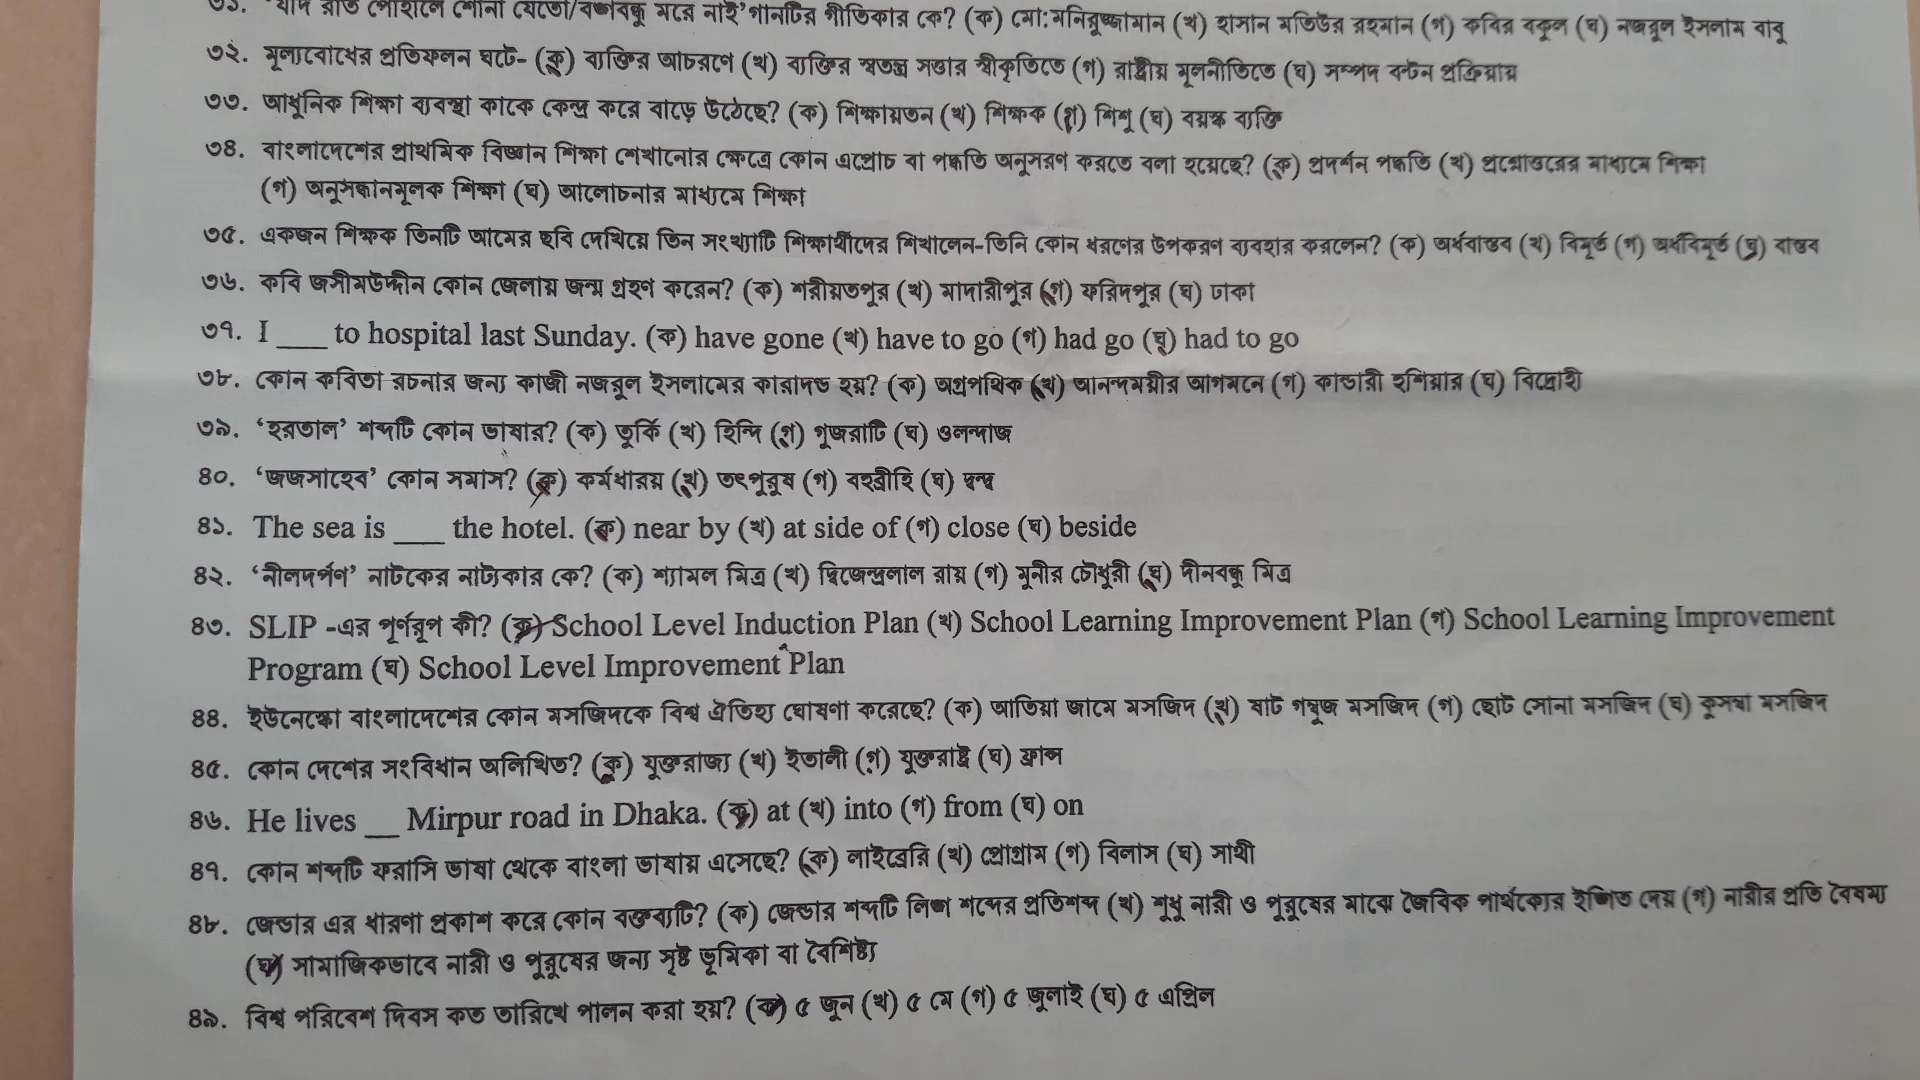 ৩১. ‘যদি রাত পোহালে শোনা যেতো/বঙ্গবন্ধু মরে নাই’গানটির গীতিকার কে? (ক) মো:মনিরুজ্জামান (খ) হাসান মতিউর রহমান (গ) কবির বকুল (ঘ) নজরুল ইসলাম বাবু
৩২. মূল্যবোধের প্রতিফলন ঘটে- (ক) ব্যক্তির আচরণে (খ) ব্যক্তির স্বতন্ত্র সত্তার স্বীকৃতিতে (গ) রাষ্ট্রীয় মূলনীতিতে (ঘ) সম্পদ বন্টন প্রক্রিয়ায়
৩৩. আধুনিক শিক্ষা ব্যবস্থা কাকে কেন্দ্র করে বাড়ে উঠেছে? (ক) শিক্ষায়তন (খ) শিক্ষক (গ) শিশু (ঘ) বয়স্ক ব্যক্তি
৩৪. বাংলাদেশের প্রাথমিক বিজ্ঞান শিক্ষা শেখানোর ক্ষেত্রে কোন এপ্রোচ বা পদ্ধতি অনুসরণ করতে বলা হয়েছে? (ক) প্রদর্শন পদ্ধতি (খ) প্রশ্নোত্তরের মাধ্যমে শিক্ষা
(গ) অনুসন্ধানমূলক শিক্ষা (ঘ) আলোচনার মাধ্যমে শিক্ষা
৩৫. একজন শিক্ষক তিনটি আমের ছবি দেখিয়ে তিন সংখ্যাটি শিক্ষার্থীদের শিখালেন-তিনি কোন ধরণের উপকরণ ব্যবহার করলেন? (ক) অর্ধবাস্তব (খ) বিমূর্ত (গ) অর্ধবিমূর্ত (ঘ) বাস্তব
৩৬. কবি জসীমউদ্দীন কোন জেলায় জন্ম গ্রহণ করেন? (ক) শরীয়তপুর (খ) মাদারীপুর (গ) ফরিদপুর (ঘ) ঢাকা
৩৭. I ___ to hospital last Sunday. (ক) have gone (খ) have to go (গ) had go (ঘ) had to go
৩৮. কোন কবিতা রচনার জন্য কাজী নজরুল ইসলামের কারাদন্ড হয়? (ক) অগ্রপথিক (খ) আনন্দময়ীর আগমনে (গ) কান্ডারী হুশিয়ার (ঘ) বিদ্রোহী
৩৯. ‘হরতাল’ শব্দটি কোন ভাষার? (ক) তুর্কি (খ) হিন্দি (গ) গুজরাটি (ঘ) ওলন্দাজ
৪০. ‘জজসাহেব’ কোন সমাস? (ক) কর্মধারয় (খ) তৎপুরুষ (গ) বহুব্রীহি (ঘ) দ্বন্দ্ব
৪১. The sea is ___ the hotel. (ক) near by (খ) at side of (গ) close (ঘ) beside
৪২. ‘নীলদর্পণ’ নাটকের নাট্যকার কে? (ক) শ্যামল মিত্র (খ) দ্বিজেন্দ্রলাল রায় (গ) মুনীর চৌধুরী (ঘ) দীনবন্ধু মিত্র
৪৩. SLIP -এর পূর্ণরূপ কী? (ক) School Level Induction Plan (খ) School Learning Improvement Plan (গ) School Learning Improvement
Program (ঘ) School Level Improvement Plan
৪৪. ইউনেস্কো বাংলাদেশের কোন মসজিদকে বিশ্ব ঐতিহ্য ঘোষণা করেছে? (ক) আতিয়া জামে মসজিদ (খ) ষাট গম্বুজ মসজিদ (গ) ছোট সোনা মসজিদ (ঘ) কুসম্বা মসজিদ
৪৫. কোন দেশের সংবিধান অলিখিত? (ক) যুক্তরাজ্য (খ) ইতালী (গ) যুক্তরাষ্ট্র (ঘ) ফ্রান্স
৪৬. He lives __ Mirpur road in Dhaka. (ক) at (খ) into (গ) from (ঘ) on
৪৭. কোন শব্দটি ফরাসি ভাষা থেকে বাংলা ভাষায় এসেছে? (ক) লাইব্রেরি (খ) প্রোগ্রাম (গ) বিলাস (ঘ) সাথী
৪৮. জেন্ডার এর ধারণা প্রকাশ করে কোন বক্তব্যটি? (ক) জেন্ডার শব্দটি লিঙ্গ শব্দের প্রতিশব্দ (খ) শুধু নারী ও পুরুষের মাঝে জৈবিক পার্থক্যের ইঙ্গিত দেয় (গ) নারীর প্রতি বৈষম্য
(ঘ) সামাজিকভাবে নারী ও পুরুষের জন্য সৃষ্ট ভূমিকা বা বৈশিষ্ট্য
৪৯. বিশ্ব পরিবেশ দিবস কত তারিখে পালন করা হয়? (ক) ৫ জুন (খ) ৫ মে (গ) ৫ জুলাই (ঘ) ৫ এপ্রিল